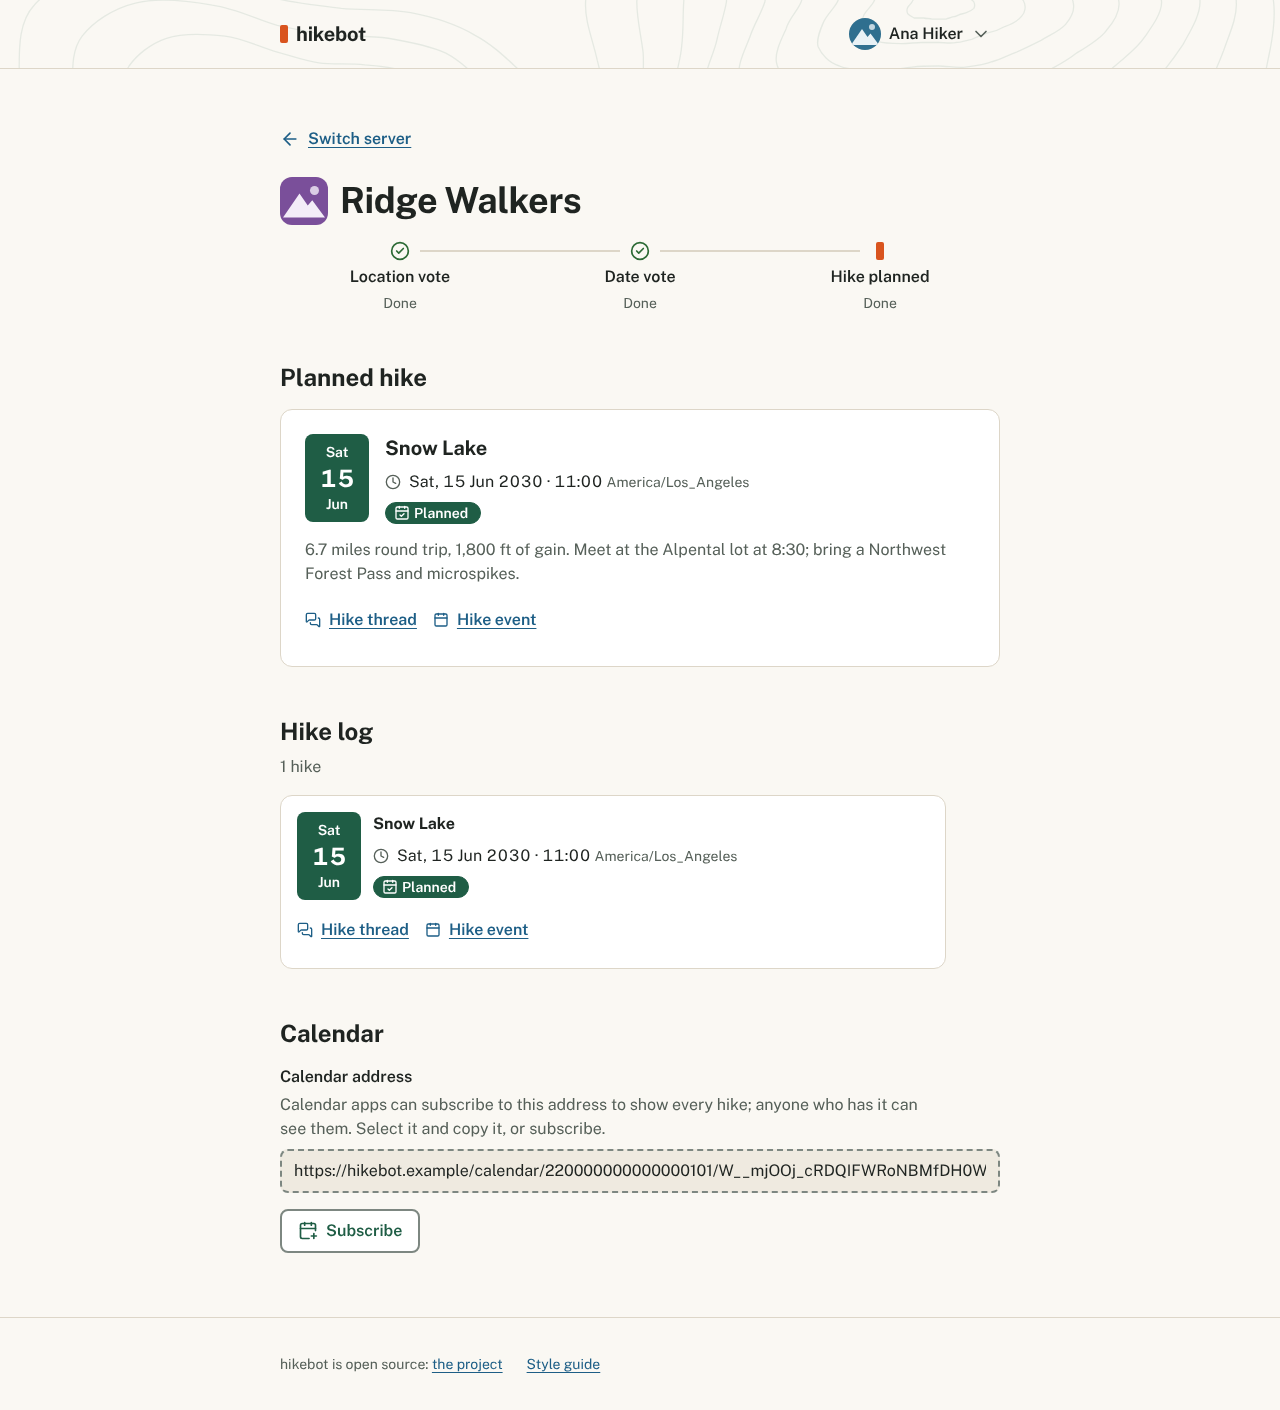 hikebot
Ana Hiker
Switch server
Ridge Walkers
Location vote
Done
Date vote
Done
Hike planned
Done
Planned hike
Sat
15
Jun
Snow Lake
Sat, 15 Jun 2030 · 11:00 America/Los_Angeles
Planned
6.7 miles round trip, 1,800 ft of gain. Meet at the Alpental lot at 8:30; bring a Northwest
Forest Pass and microspikes.
Hike thread Hike event
Hike log
1 hike
Sat
15
Jun
Snow Lake
Sat, 15 Jun 2030 · 11:00 America/Los_Angeles
Planned
Hike thread Hike event
Calendar
Calendar address
Calendar apps can subscribe to this address to show every hike; anyone who has it can
see them. Select it and copy it, or subscribe.
https://hikebot.example/calendar/220000000000000101/W__mjOOj_cRDQIFWRoNBMfDH0W
Subscribe
hikebot is open source: the project Style guide